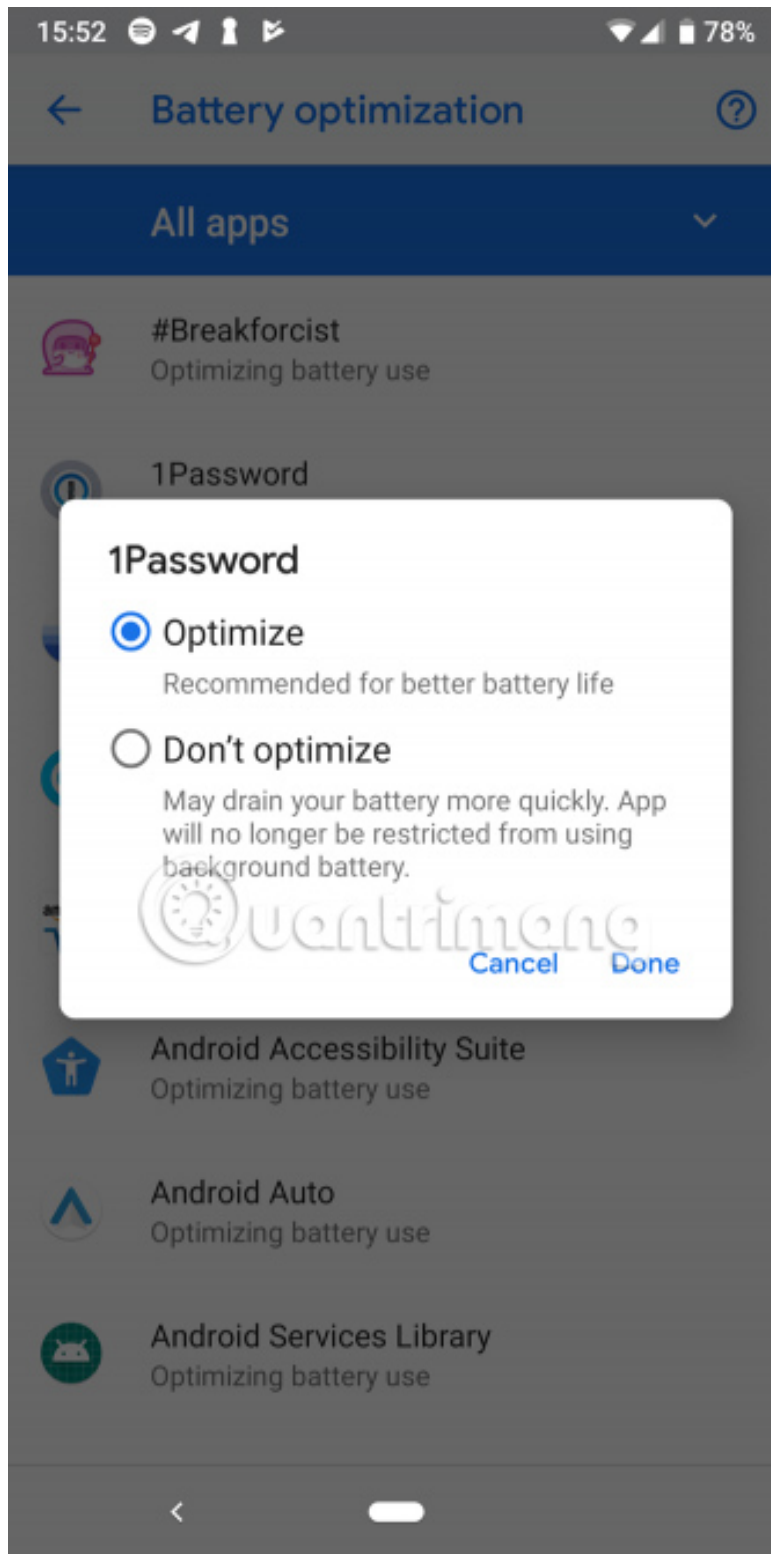 15:52 78%
Battery optimization
All apps
#Breakforcist
Optimizing battery use
1Password
1Password
Optimize
Recommended for better battery life
Don't optimize
May drain your battery more quickly. App
will no longer be restricted from using
background battery.
Quantrimang
Cancel Done
Android Accessibility Suite
Optimizing battery use
Android Auto
Optimizing battery use
Android Services Library
Optimizing battery use